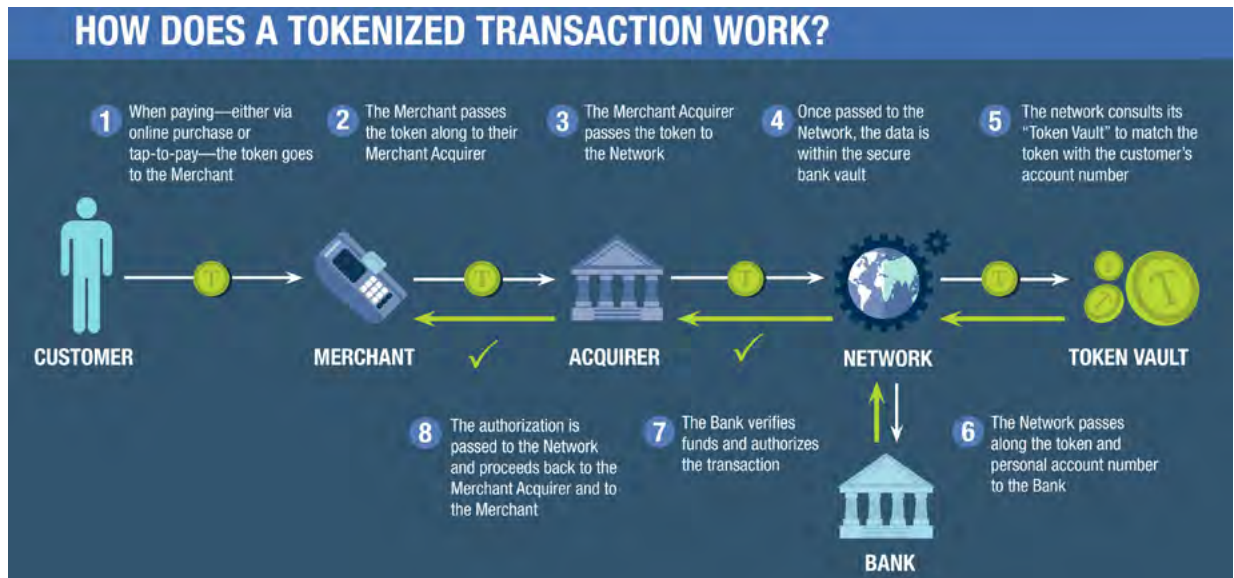 HOW DOES A TOKENIZED TRANSACTION WORK?
1
When paying—either via
online purchase or
tap-to-pay—the token goes
to the Merchant
2
The Merchant passes
the token along to their
Merchant Acquirer
3
The Merchant Acquirer
passes the token to
the Network
4
Once passed to the
Network, the data is
within the secure
bank vault
5
The network consults its
“Token Vault” to match the
token with the customer’s
account number
T
T
T
T
T
T
CUSTOMER
MERCHANT
ACQUIRER
NETWORK
TOKEN VAULT
8
The authorization is
passed to the Network
and proceeds back to the
Merchant Acquirer and to
the Merchant
7
The Bank verifies
funds and authorizes
the transaction
6
The Network passes
along the token and
personal account number
to the Bank
BANK